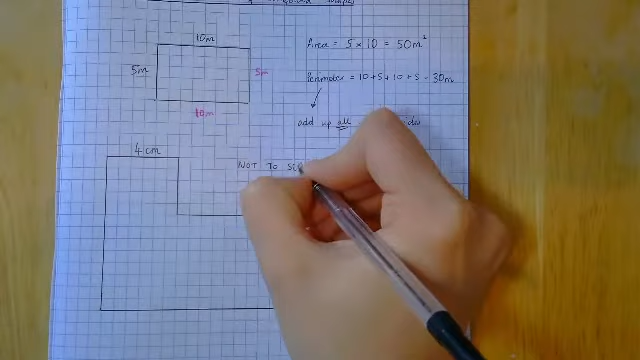 10m
5m
5m
10m
Area = 5 × 10 = 50m²
Perimeter = 10 + 5 + 10 + 5 = 30m
add up all
4cm
NOT TO